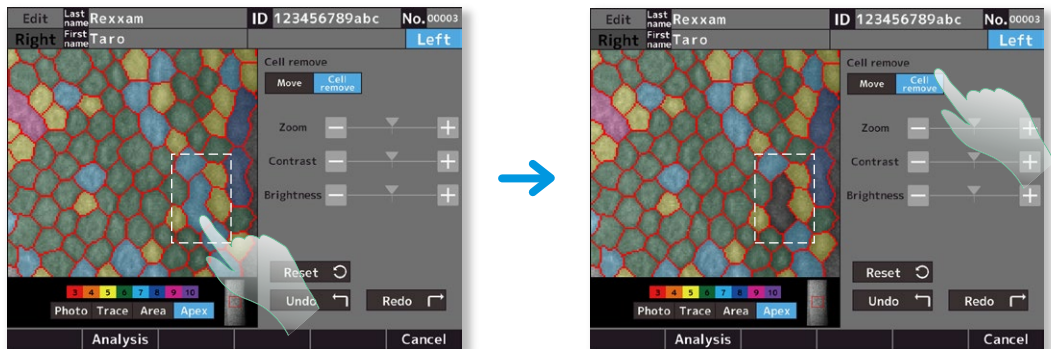 Edit Last name Rexxam ID 123456789abc No. 00003
Right First name Taro Left
Cell remove
Move Cell remove
Zoom
Contrast
Brightness
Reset
3 4 5 6 7 8 9 10
Undo Redo
Photo Trace Area Apex
Analysis Cancel
Edit Last name Rexxam ID 123456789abc No. 00003
Right First name Taro Left
Cell remove
Move Cell remove
Zoom
Contrast
Brightness
Reset
3 4 5 6 7 8 9 10
Undo Redo
Photo Trace Area Apex
Analysis Cancel